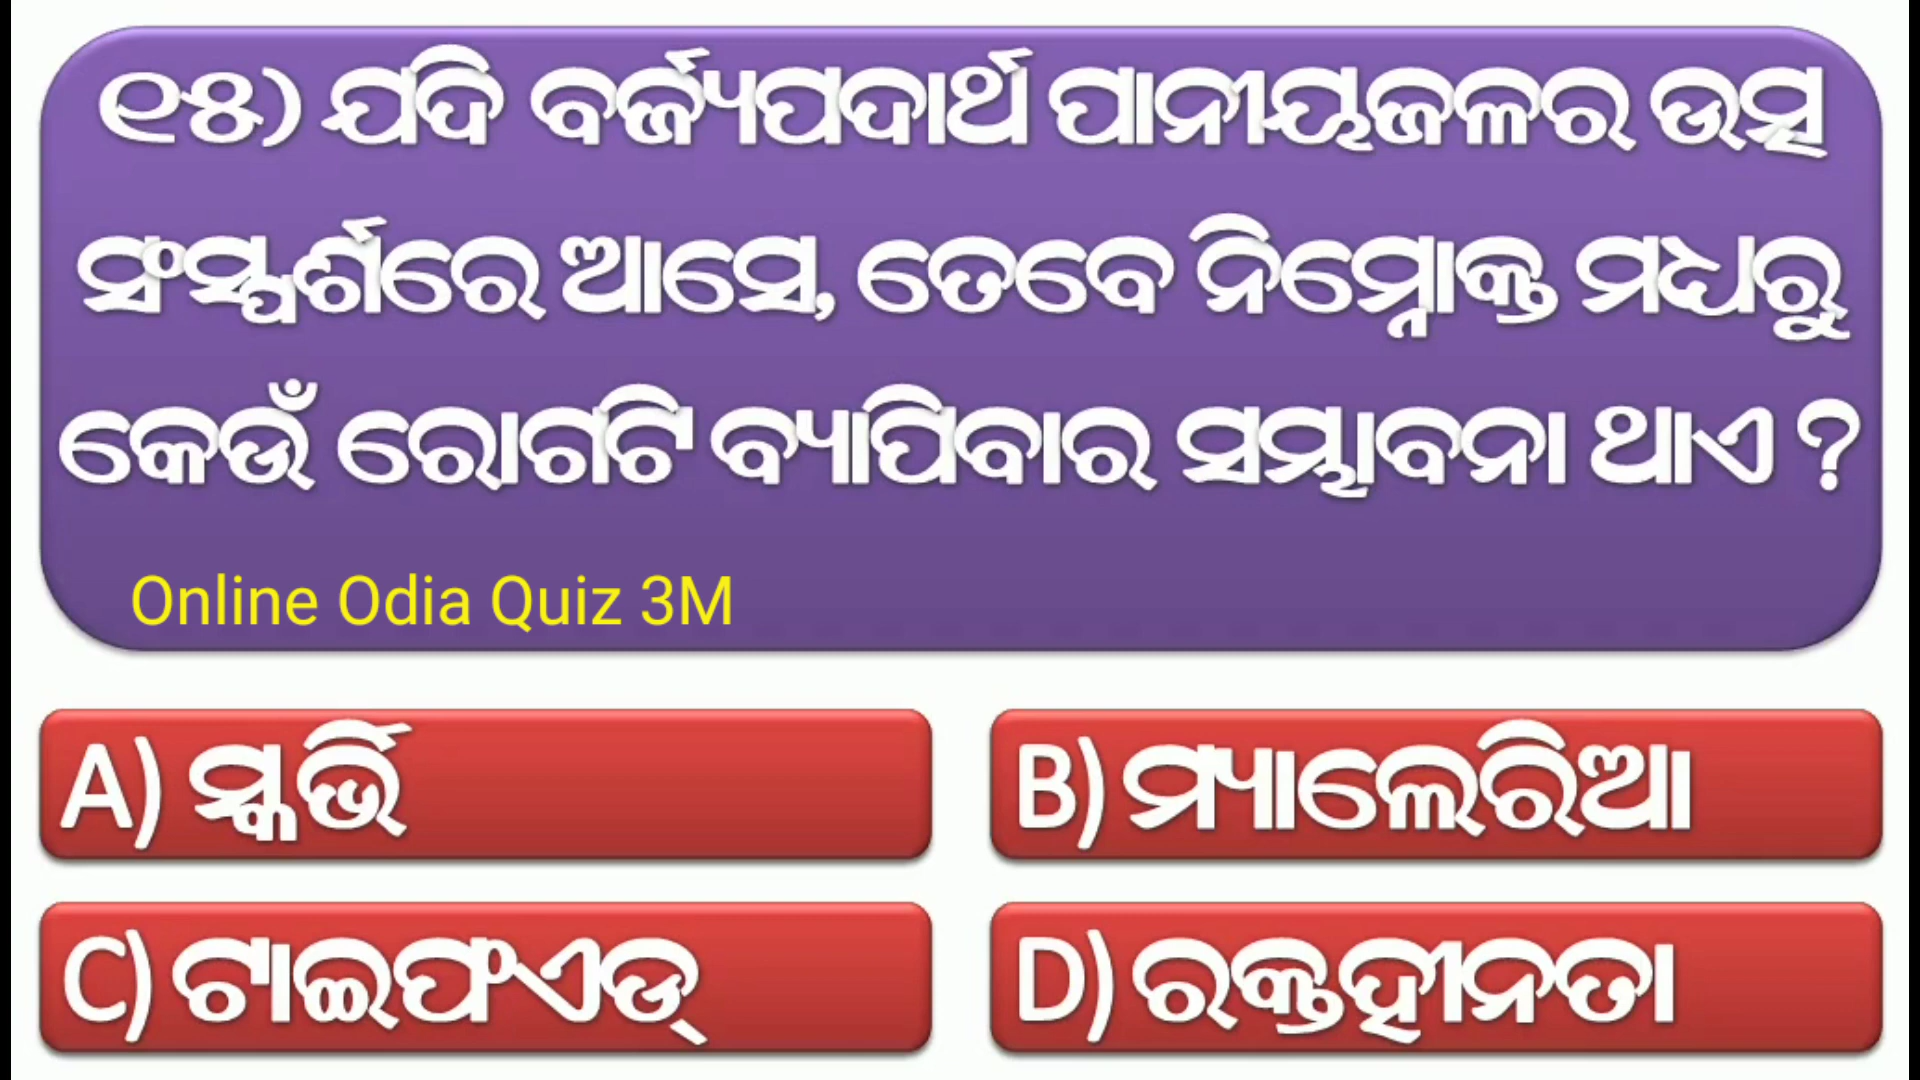 ୧୫) ଯଦି ବର୍ଜ୍ୟପଦାର୍ଥ ପାନୀୟଜଳର ଉତ୍ସ
ସଂସ୍ପର୍ଶରେ ଆସେ, ତେବେ ନିମ୍ନୋକ୍ତ ମଧ୍ୟରୁ
କେଉଁ ରୋଗଟି ବ୍ୟାପିବାର ସମ୍ଭାବନା ଥାଏ ?
Online Odia Quiz 3M
A) ସ୍କର୍ଭି
B) ମ୍ୟାଲେରିଆ
C) ଟାଇଫଏଡ୍
D) ରକ୍ତହୀନତା